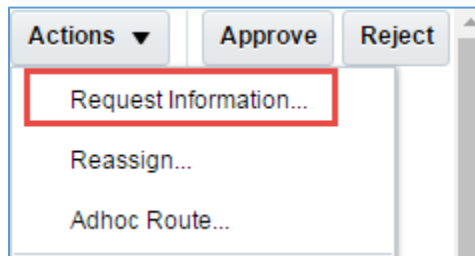 Actions ▼ Approve Reject
Request Information...
Reassign...
Adhoc Route...